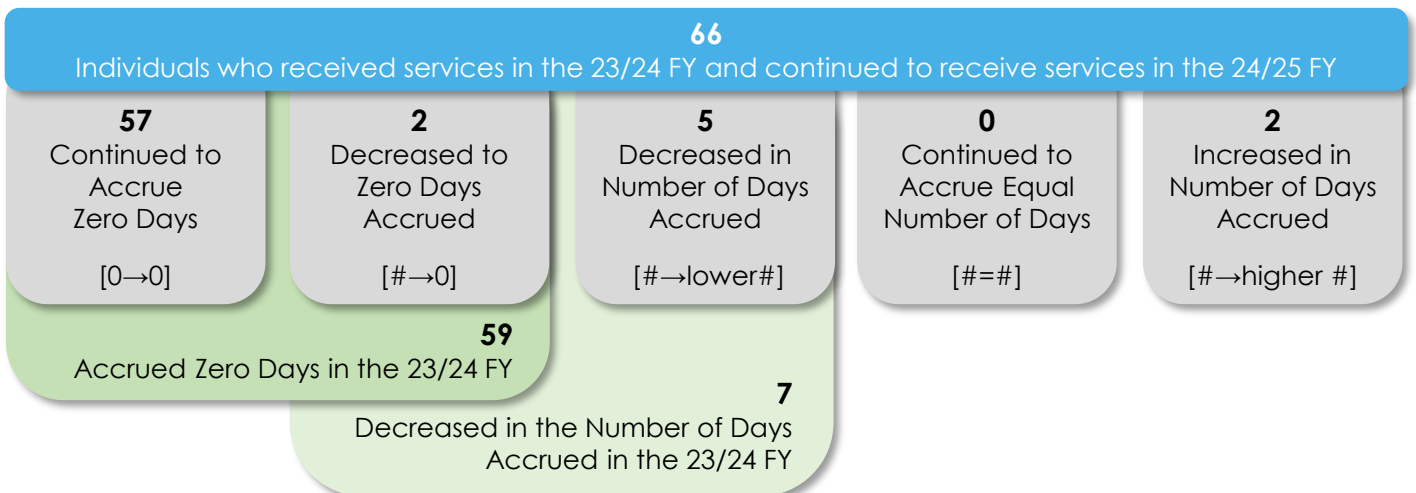 66
Individuals who received services in the 23/24 FY and continued to receive services in the 24/25 FY
57
Continued to
Accrue
Zero Days
[0→0]
2
Decreased to
Zero Days
Accrued
[#→0]
5
Decreased in
Number of Days
Accrued
[#→lower#]
0
Continued to
Accrue Equal
Number of Days
[#=#]
2
Increased in
Number of Days
Accrued
[#→higher #]
59
Accrued Zero Days in the 23/24 FY
7
Decreased in the Number of Days
Accrued in the 23/24 FY